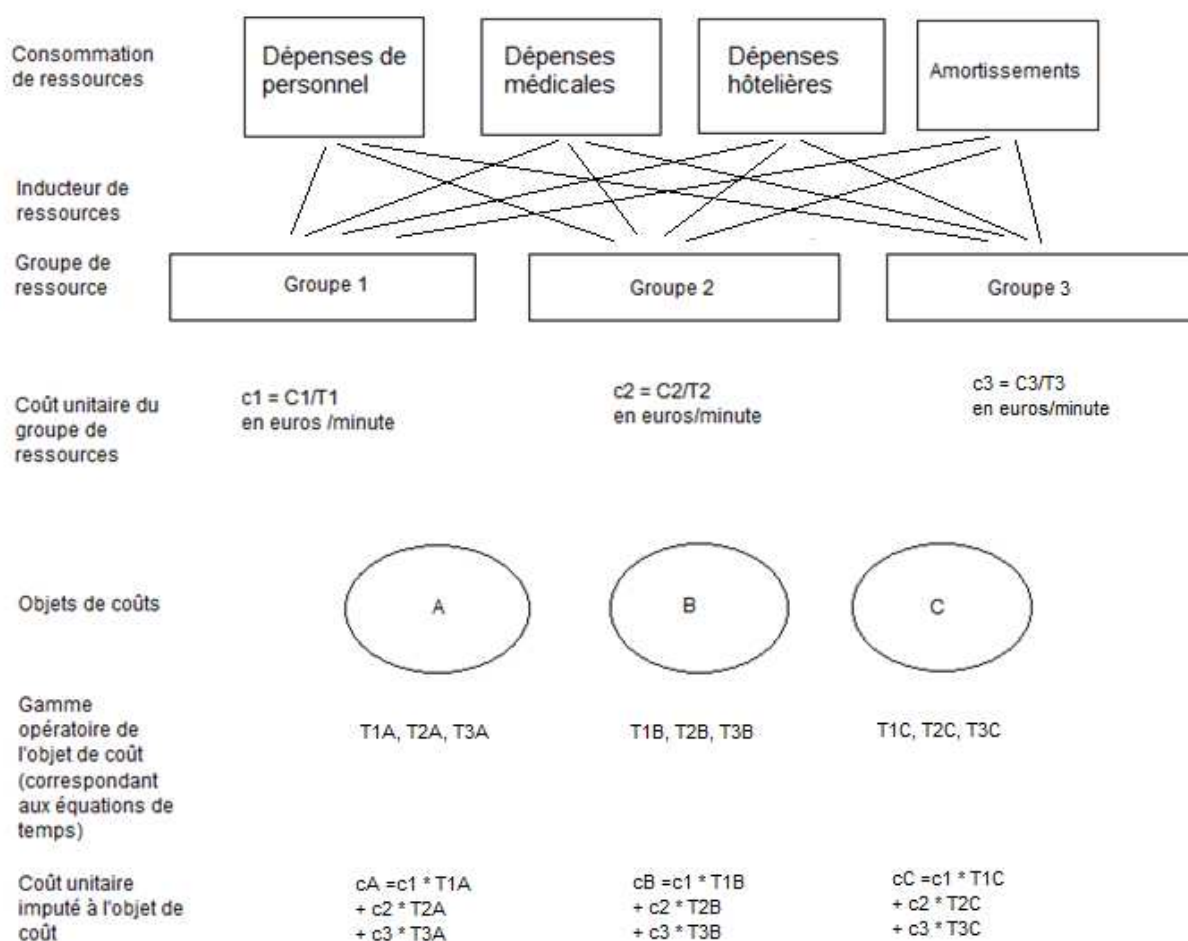 Consommation
de ressources
Dépenses de
personnel
Dépenses
médicales
Dépenses
hôtelières
Amortissements
Inducteur de
ressources
Groupe de
ressource
Groupe 1
Groupe 2
Groupe 3
Coût unitaire du
groupe de
ressources
c1 = C1/T1
en euros /minute
c2 = C2/T2
en euros/minute
c3 = C3/T3
en euros/minute
Objets de coûts
A
B
C
Gamme
opératoire de
l'objet de coût
(correspondant
aux équations de
temps)
T1A, T2A, T3A
T1B, T2B, T3B
T1C, T2C, T3C
Coût unitaire
imputé à l'objet de
coût
cA =c1 * T1A
+ c2 * T2A
+ c3 * T3A
cB =c1 * T1B
+ c2 * T2B
+ c3 * T3B
cC =c1 * T1C
+ c2 * T2C
+ c3 * T3C